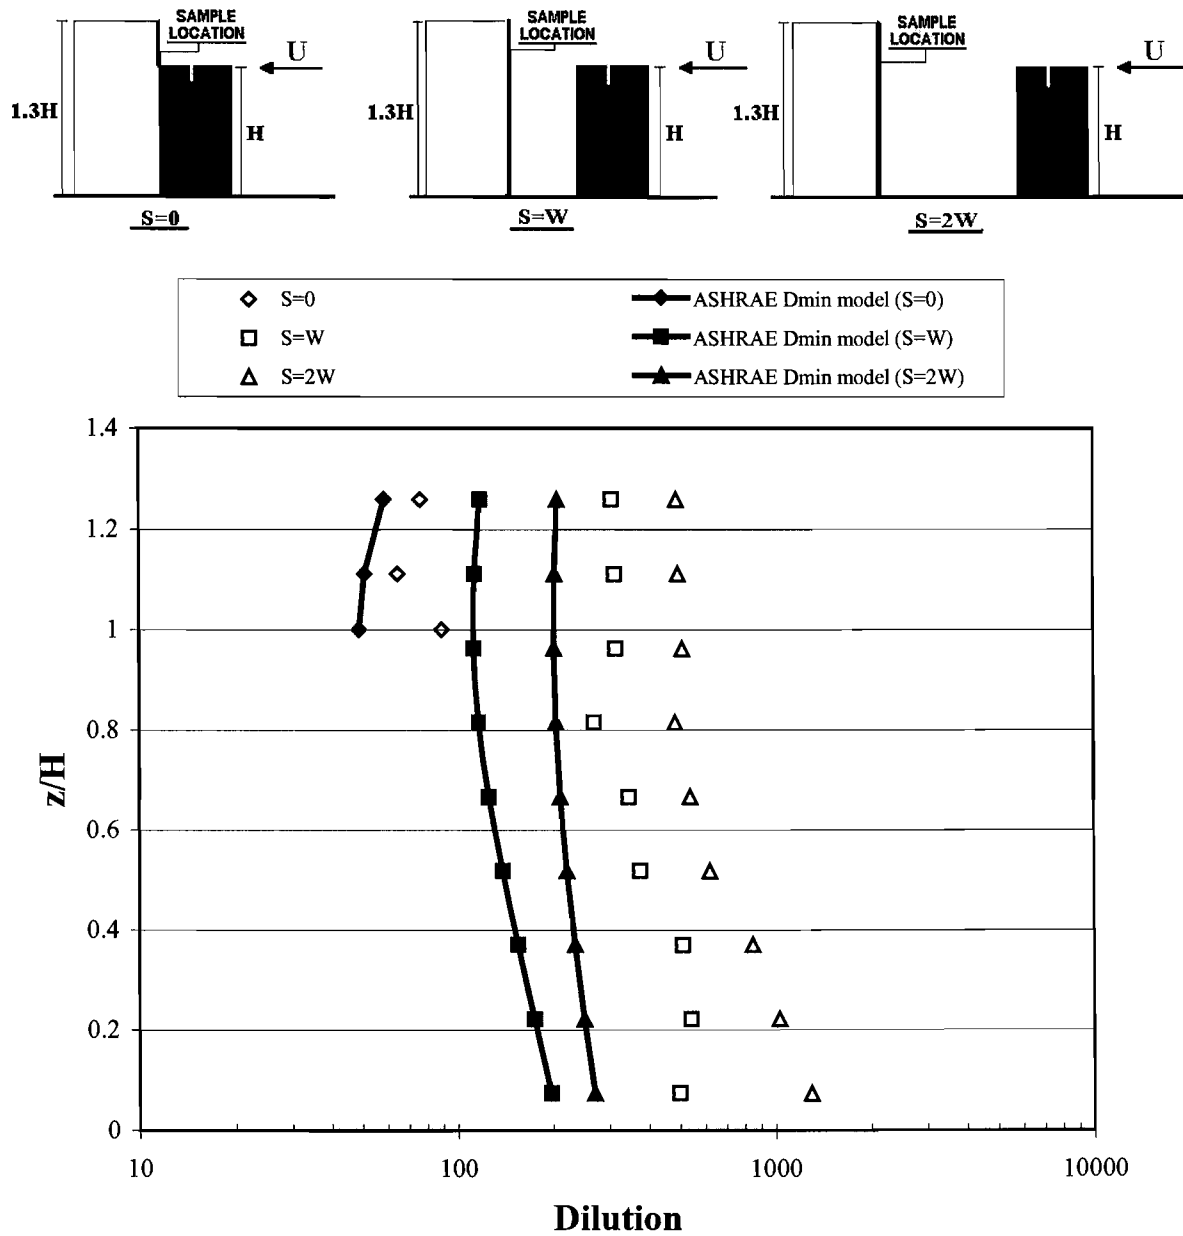 SAMPLE
LOCATION
U
1.3H
H
S=0
SAMPLE
LOCATION
U
1.3H
H
S=W
SAMPLE
LOCATION
U
1.3H
H
S=2W
S=0
ASHRAE Dmin model (S=0)
S=W
ASHRAE Dmin model (S=W)
S=2W
ASHRAE Dmin model (S=2W)
1.4
1.2
1
0.8
0.6
0.4
0.2
0
z/H
10
100
1000
10000
Dilution